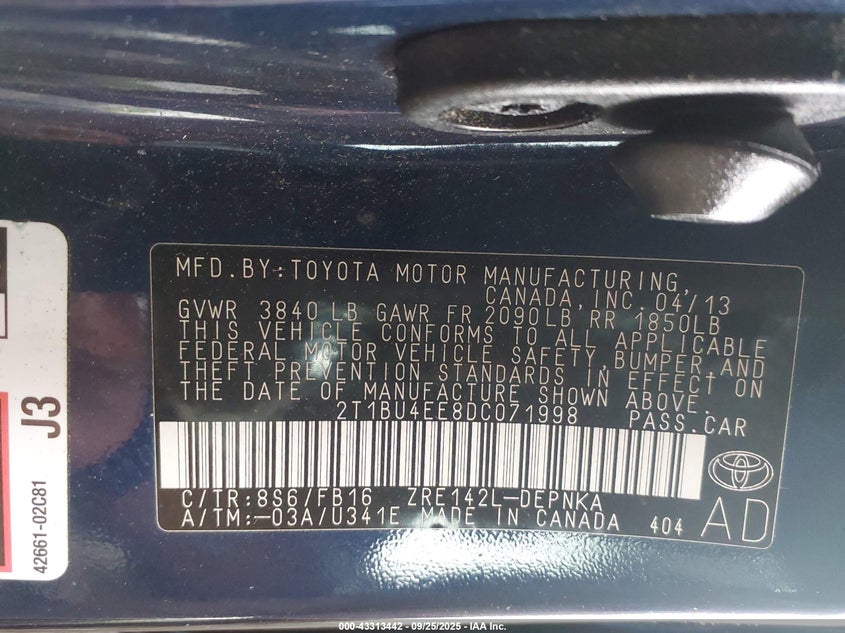 MFD.BY:TOYOTA MOTOR MANUFACTURING,
CANADA,INC. 04/13
GVWR 3840 LB GAWR FR 2090LB,RR 1850LB
THIS VEHICLE CONFORMS TO ALL APPLICABLE
FEDERAL MOTOR VEHICLE SAFETY,BUMPER,AND
THEFT PREVENTION STANDARDS IN EFFECT ON
THE DATE OF MANUFACTURE SHOWN ABOVE.
2T1BU4EE8DC071998 PASS.CAR
C/TR:8S6/FB16 ZRE142L-DEPNKA
A/TM:-03A/U341E MADE IN CANADA 404
AD
J3
42661-02C81
000-43313442 - 09/25/2025 - IAA Inc.